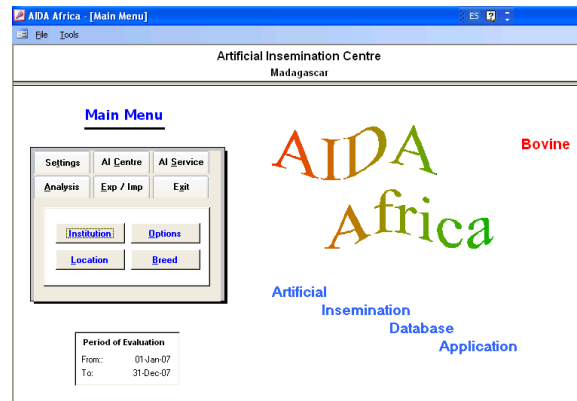 AIDA Africa - [Main Menu]
ES
File Tools
Artificial Insemination Centre
Madagascar
Main Menu
Settings AI Centre AI Service
Analysis Exp / Imp Exit
Institution Options
Location Breed
AIDA
Africa
Bovine
Artificial
Insemination
Database
Application
Period of Evaluation
From:: 01-Jan-07
To: 31-Dec-07